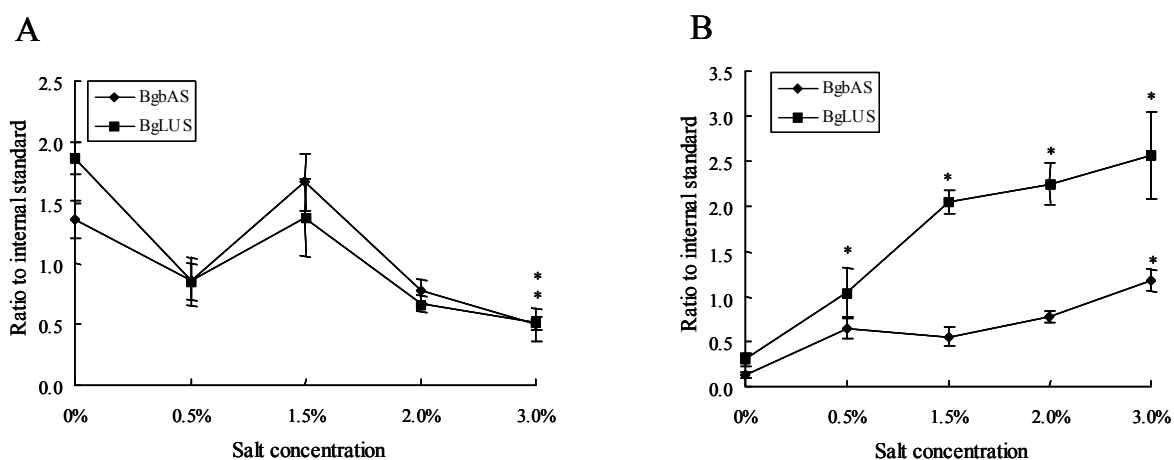 A
Ratio to internal standard
2.5
2.0
1.5
1.0
0.5
0.0
BgbAS
BgLUS
*
*
0% 0.5% 1.5% 2.0% 3.0%
Salt concentration
B
Ratio to internal standard
3.5
3.0
2.5
2.0
1.5
1.0
0.5
0.0
BgbAS
BgLUS
*
*
*
*
*
0% 0.5% 1.5% 2.0% 3.0%
Salt concentration